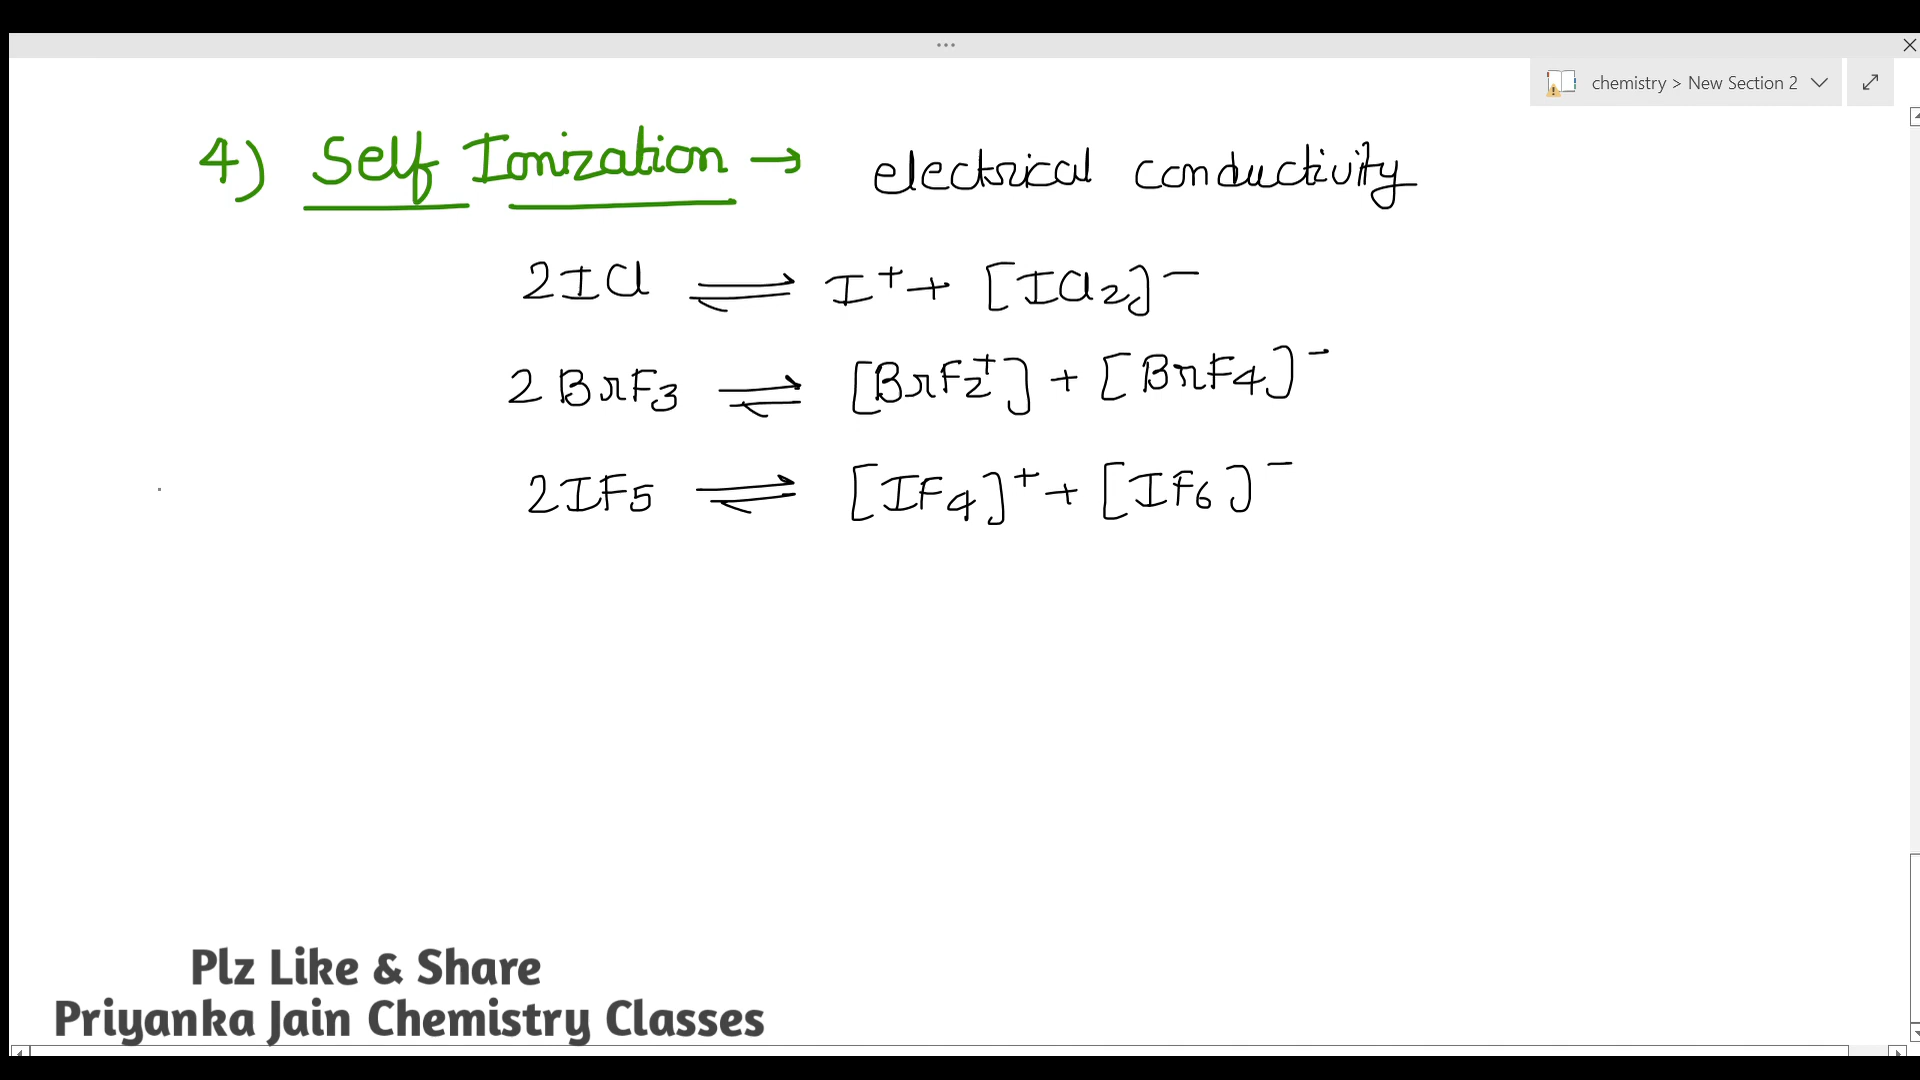 chemistry > New Section 2
4) Self Ionization → electrical conductivity
2ICl ⇌ I⁺ + [ICl₂]⁻
2BrF₃ ⇌ [BrF₂⁺] + [BrF₄]⁻
2IF₅ ⇌ [IF₄]⁺ + [IF₆]⁻
Plz Like & Share
Priyanka Jain Chemistry Classes